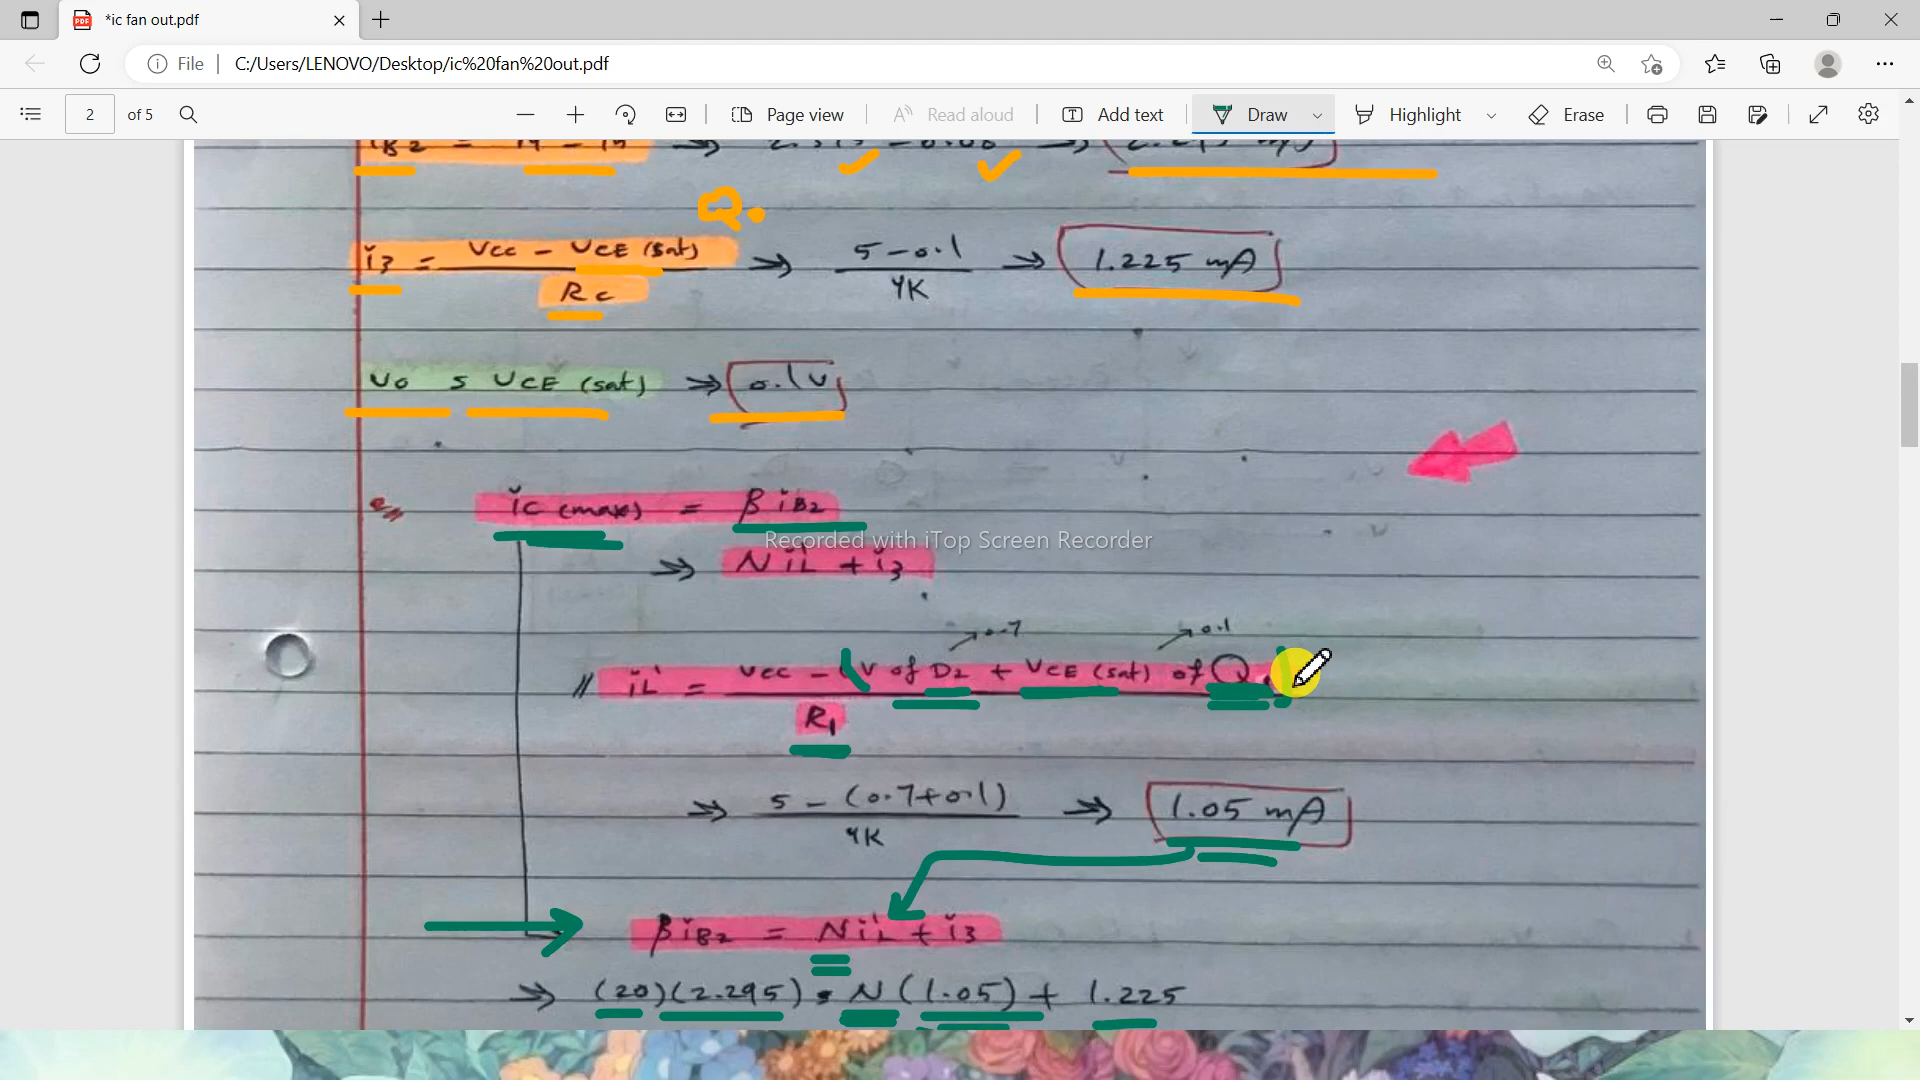 *ic fan out.pdf
File C:/Users/LENOVO/Desktop/ic%20fan%20out.pdf
2 of 5 Page view Read aloud Add text Draw Highlight Erase
Q.
i3 = VCC - VCE (sat) / RC ⇒ 5-0.1 / 4K ⇒ 1.225 mA
Vo s VCE (sat) ⇒ 0.1 V
iC (max) = β iB2
Recorded with iTop Screen Recorder
⇒ N iL + i3
→ 0.7 → 0.1
// iL = VCC - (V of D2 + VCE (sat) of Q.) / R1
⇒ 5 - (0.7+0.1) / 4K ⇒ 1.05 mA
β iB2 = N iL + i3
⇒ (20)(2.295) = N (1.05) + 1.225